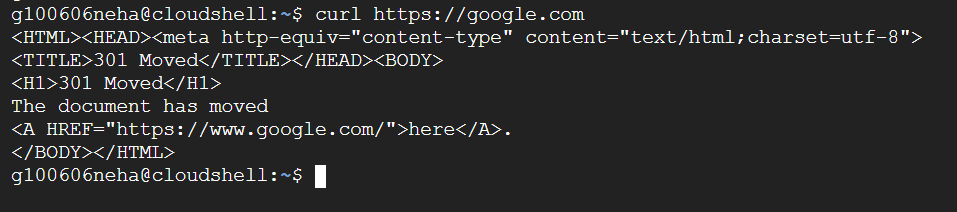 g100606neha@cloudshell:~$ curl https://google.com
<HTML><HEAD><meta http-equiv="content-type" content="text/html;charset=utf-8">
<TITLE>301 Moved</TITLE></HEAD><BODY>
<H1>301 Moved</H1>
The document has moved
<A HREF="https://www.google.com/">here</A>.
</BODY></HTML>
g100606neha@cloudshell:~$